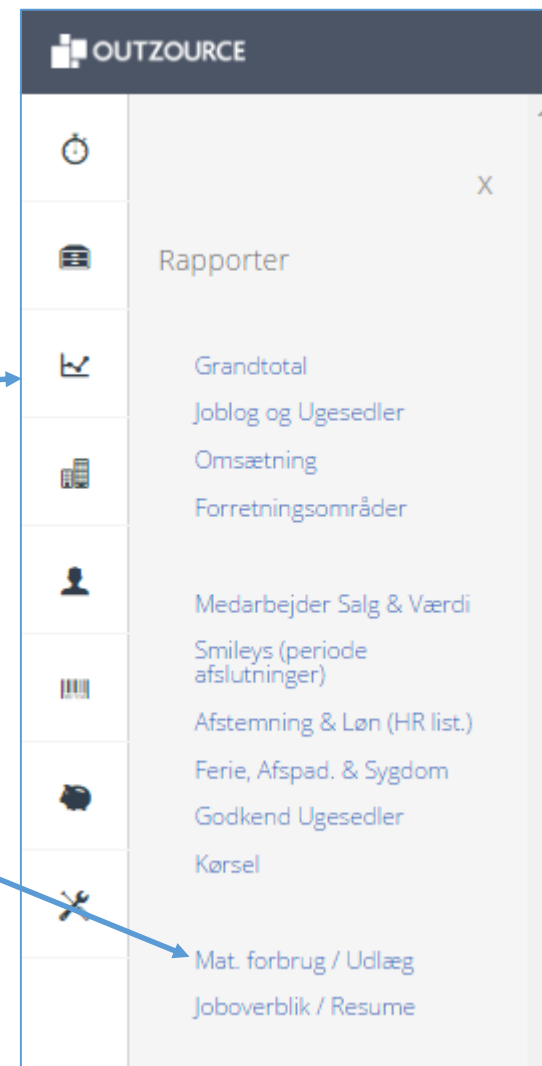 OUTZOURCE
X
Rapporter
Grandtotal
Joblog og Ugesedler
Omsætning
Forretningsområder
Medarbejder Salg & Værdi
Smileys (periode
afslutninger)
Afstemning & Løn (HR list.)
Ferie, Afspad. & Sygdom
Godkend Ugesedler
Kørsel
Mat. forbrug / Udlæg
Joboverblik / Resume